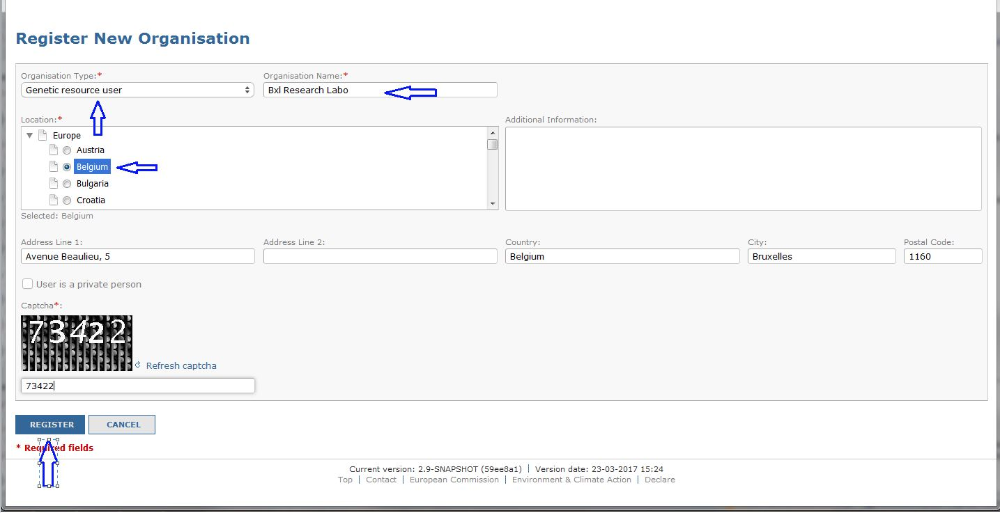 Register New Organisation
Organisation Type:* Organisation Name:*
Genetic resource user Bxl Research Labo
Location:* Additional Information:
Europe
Austria
Belgium
Bulgaria
Croatia
Selected: Belgium
Address Line 1: Address Line 2: Country: City: Postal Code:
Avenue Beaulieu, 5 Belgium Bruxelles 1160
User is a private person
Captcha*:
73422
Refresh captcha
73422
REGISTER CANCEL
* Required fields
Current version: 2.9-SNAPSHOT (59ee8a1) | Version date: 23-03-2017 15:24
Top | Contact | European Commission | Environment & Climate Action | Declare